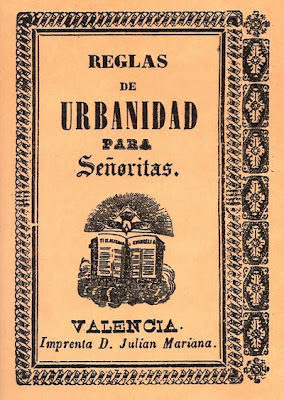 REGLAS
DE
URBANIDAD
PARA
Señoritas.
VALENCIA.
Imprenta D. Julian Mariana.